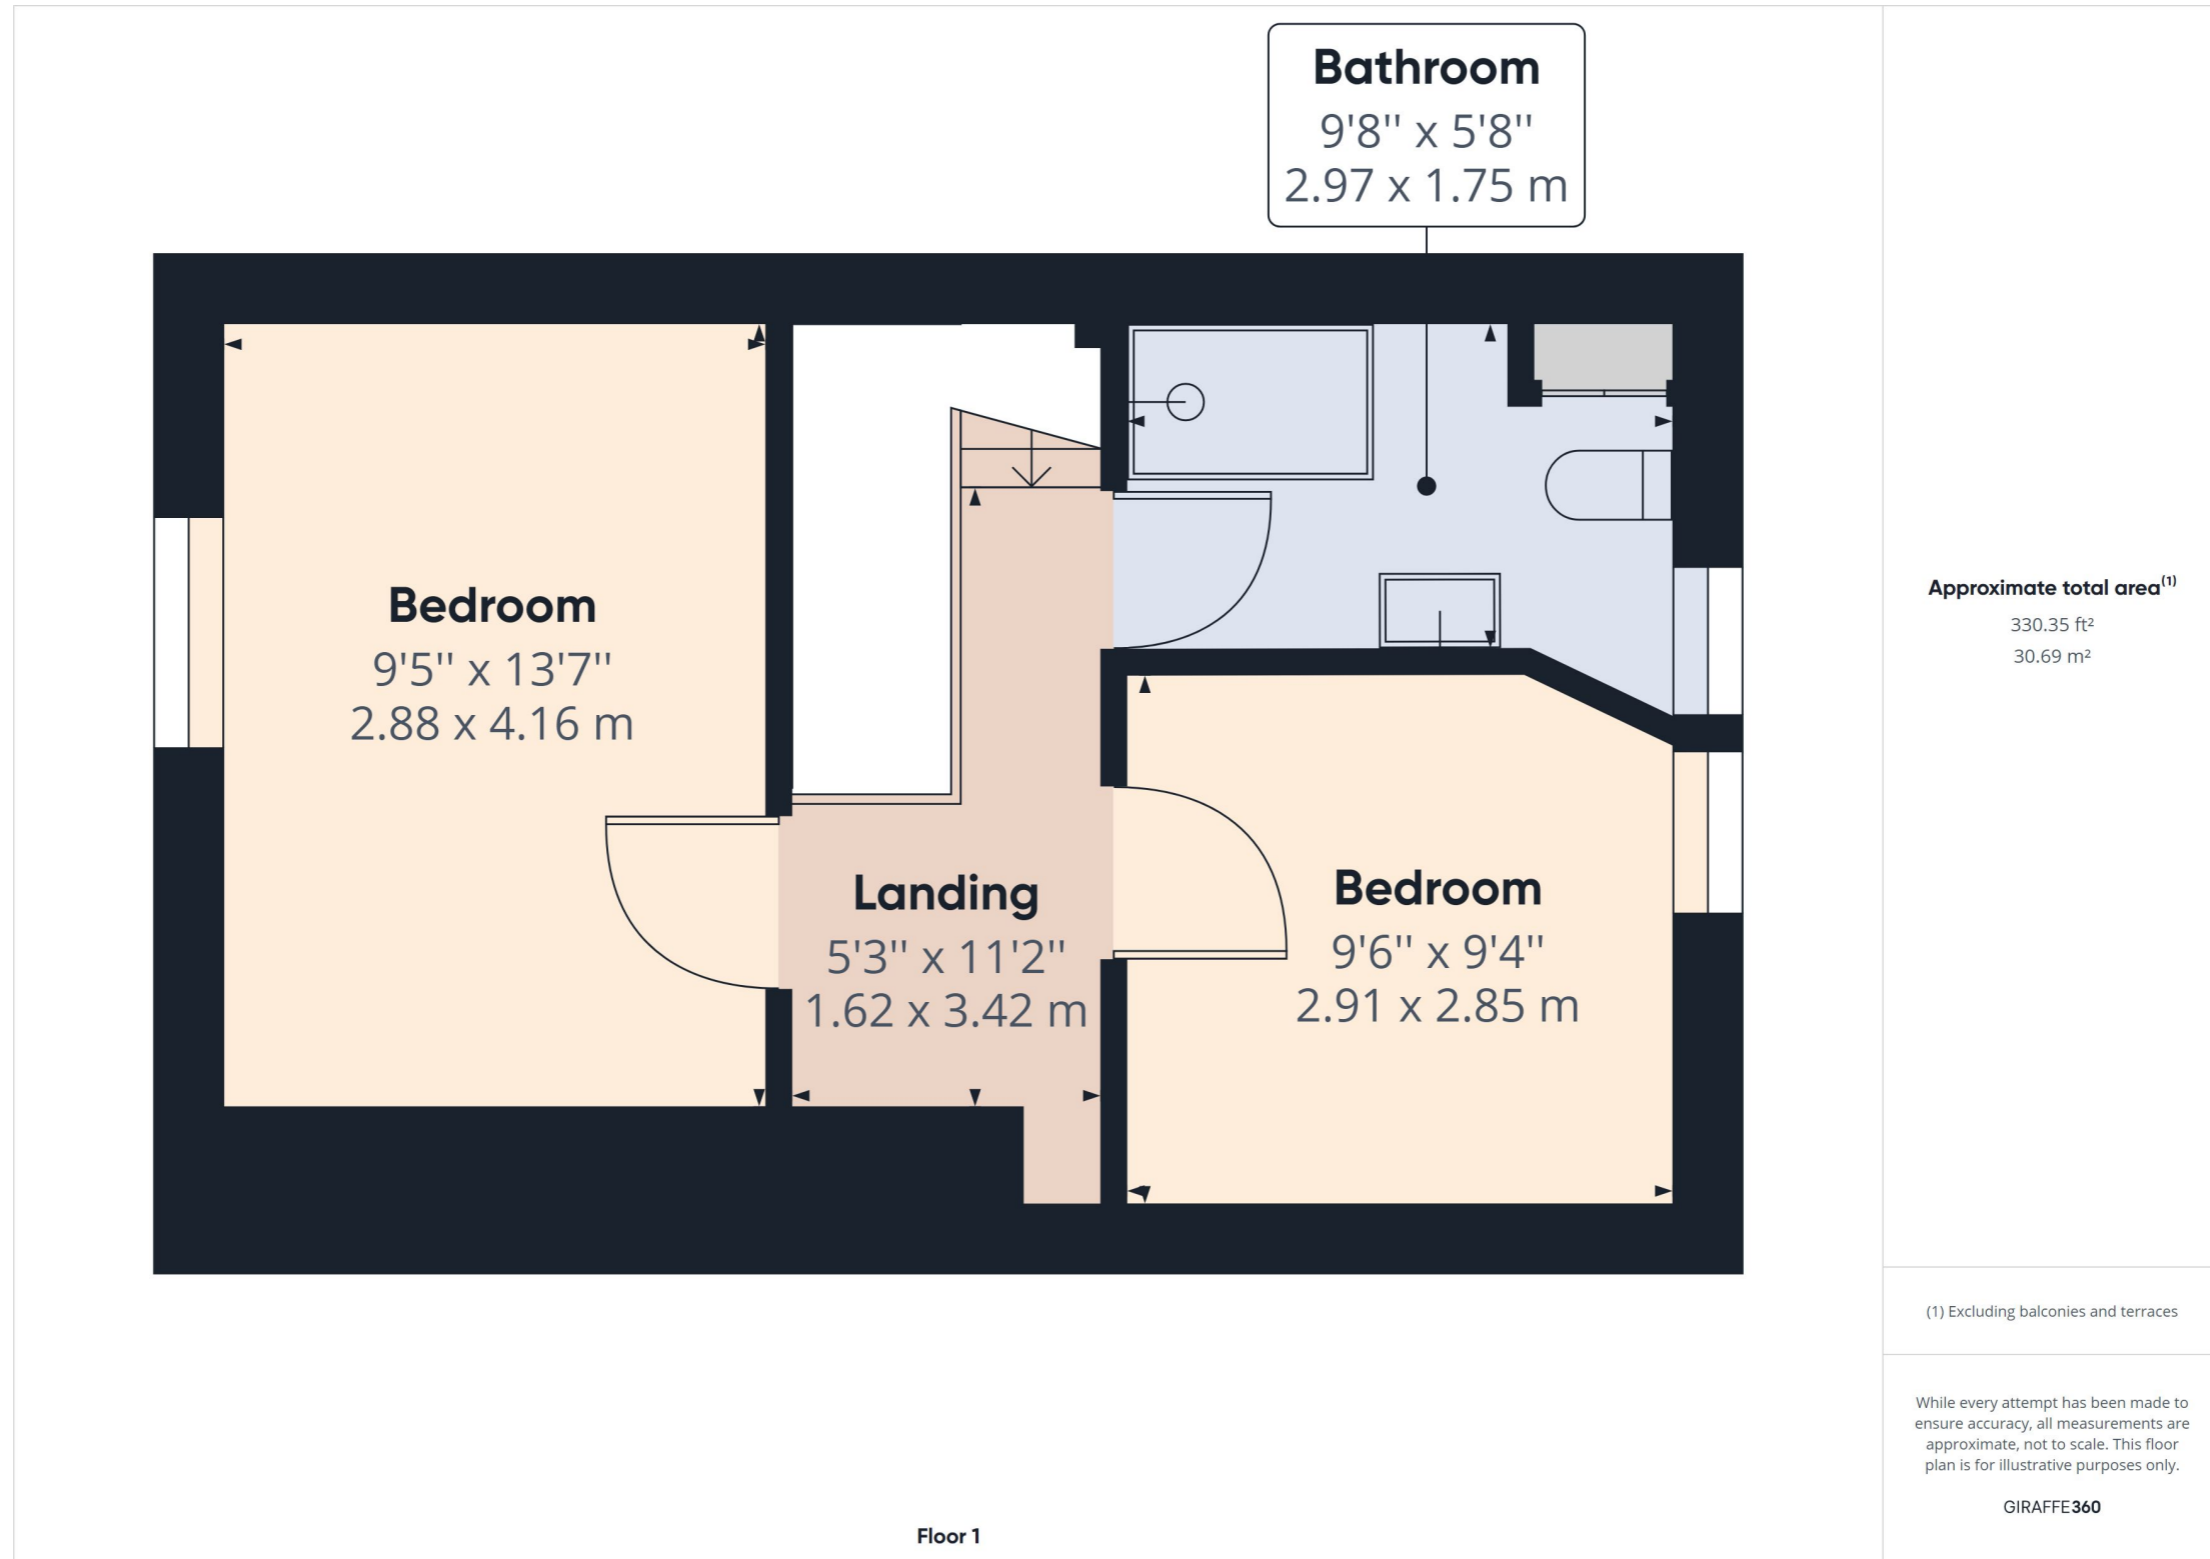 Bathroom
9'8'' x 5'8''
2.97 x 1.75 m
Bedroom
9'5'' x 13'7''
2.88 x 4.16 m
Landing
5'3'' x 11'2''
1.62 x 3.42 m
Bedroom
9'6'' x 9'4''
2.91 x 2.85 m
Floor 1
Approximate total area(1)
330.35 ft²
30.69 m²
(1) Excluding balconies and terraces
While every attempt has been made to
ensure accuracy, all measurements are
approximate, not to scale. This floor
plan is for illustrative purposes only.
GIRAFFE360